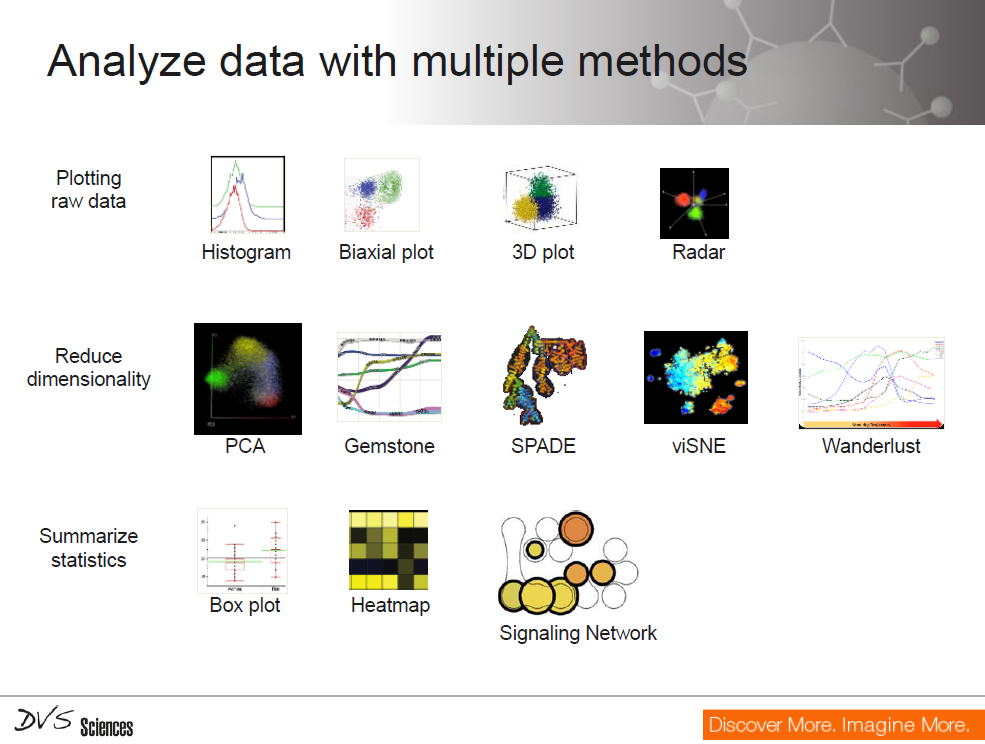 Analyze data with multiple methods
Plotting
raw data
Histogram
Biaxial plot
3D plot
Radar
Reduce
dimensionality
PCA
Gemstone
SPADE
viSNE
Wanderlust
Summarize
statistics
Box plot
Heatmap
Signaling Network
DVS Sciences
Discover More. Imagine More.